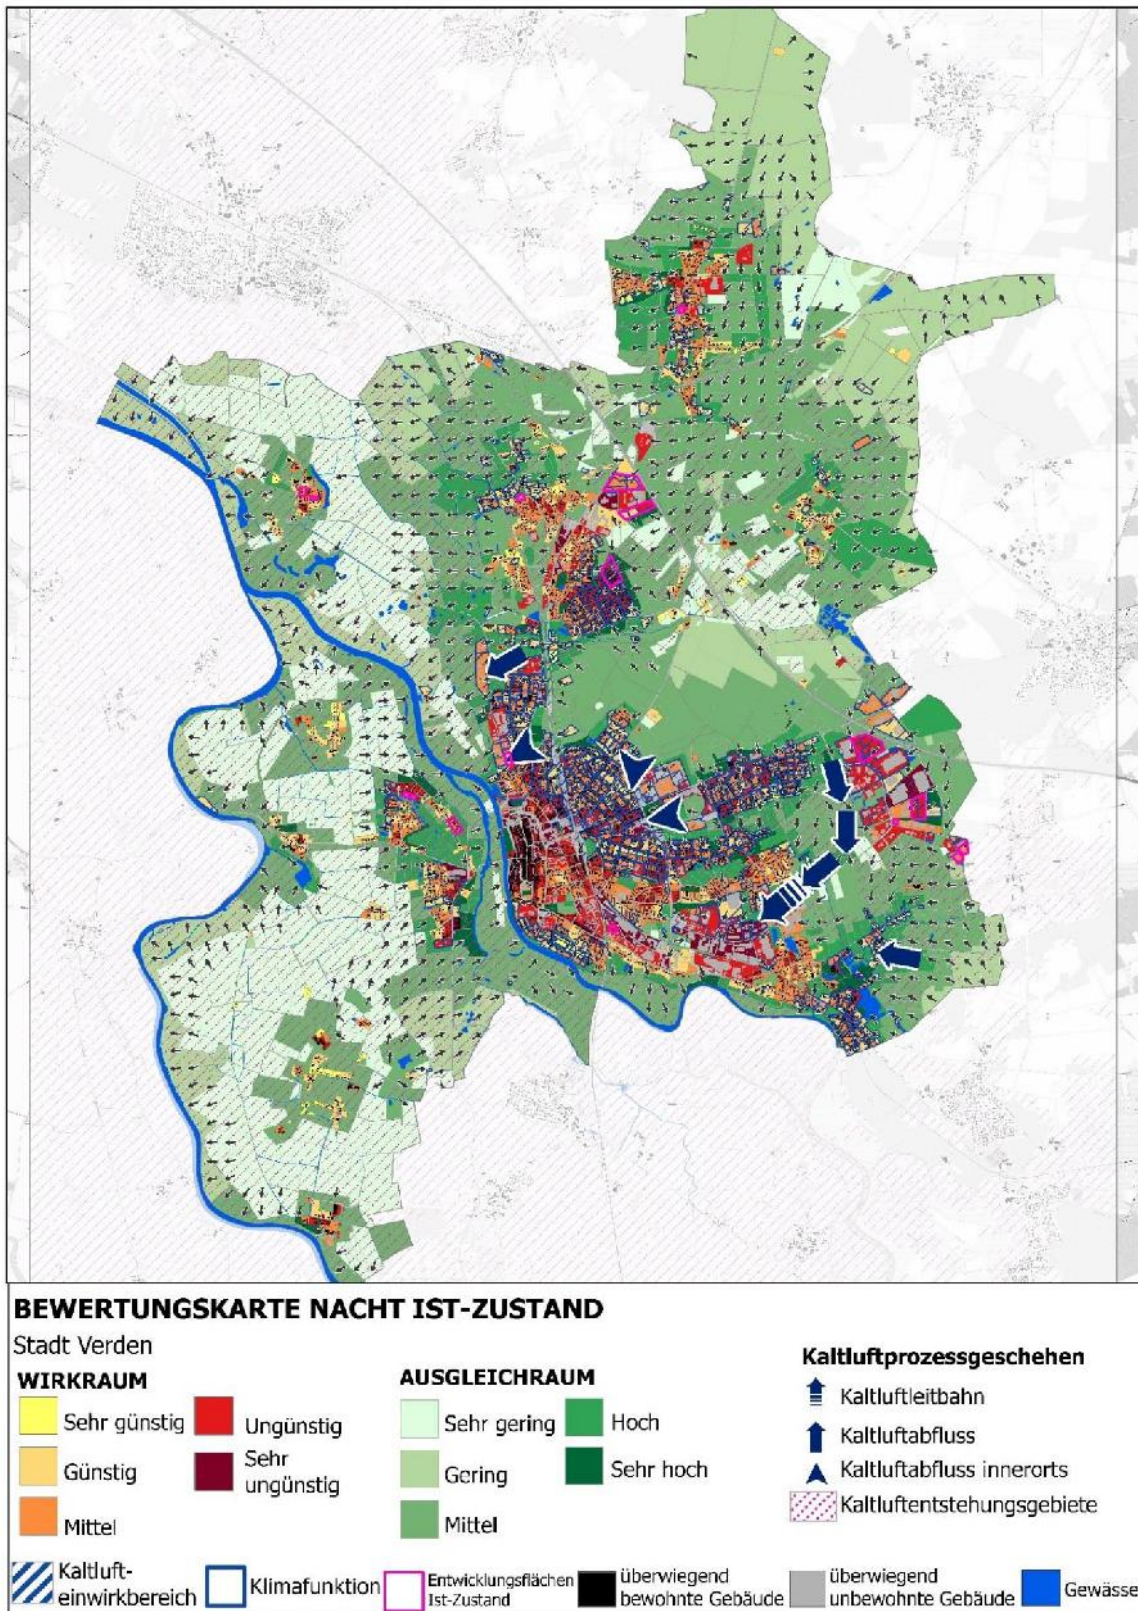 BEWERTUNGSKARTE NACHT IST-ZUSTAND
Stadt Verden
WIRKRAUM
Sehr günstig
Günstig
Mittel
Ungünstig
Sehr
ungünstig
AUSGLEICHRAUM
Sehr gering
Gering
Mittel
Hoch
Sehr hoch
Kaltluftprozessgeschehen
Kaltluftleitbahn
Kaltluftabfluss
Kaltluftabfluss innerorts
Kaltluftentstehungsgebiete
Kaltluft-
einwirkbereich
Klimafunktion
Entwicklungsflächen
Ist-Zustand
überwiegend
bewohnte Gebäude
überwiegend
unbewohnte Gebäude
Gewässe